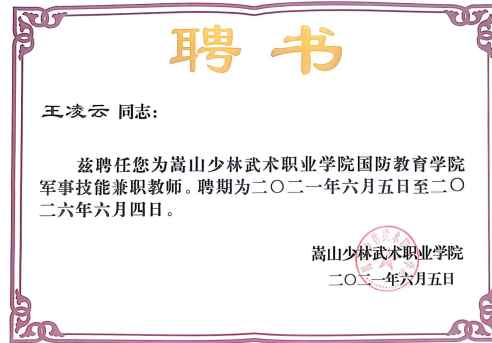 聘书
王凌云 同志：
兹聘任您为嵩山少林武术职业学院国防教育学院
军事技能兼职教师。聘期为二〇二一年六月五日至二〇
二六年六月四日。
嵩山少林武术职业学院
二〇二一年六月五日